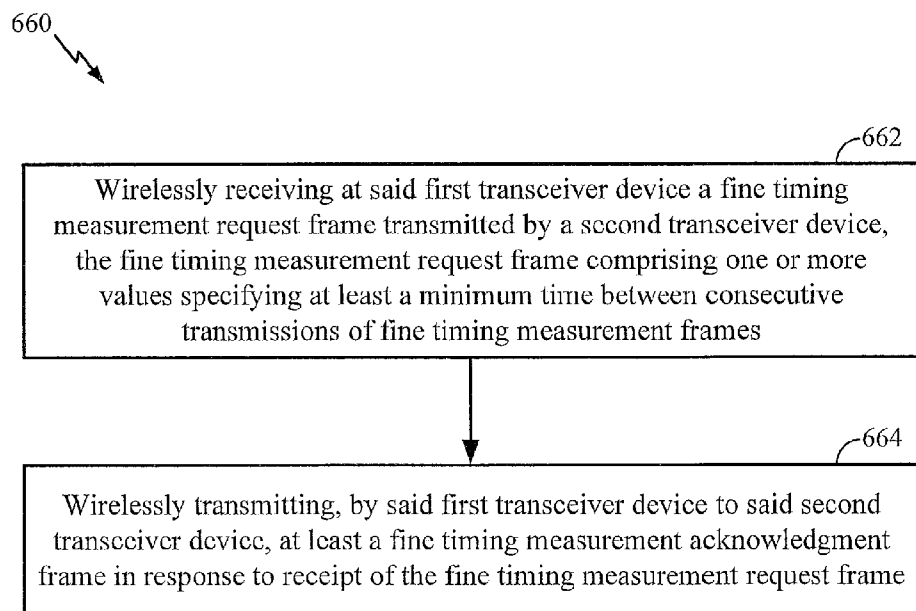 660
662
Wirelessly receiving at said first transceiver device a fine timing
measurement request frame transmitted by a second transceiver device,
the fine timing measurement request frame comprising one or more
values specifying at least a minimum time between consecutive
transmissions of fine timing measurement frames
664
Wirelessly transmitting, by said first transceiver device to said second
transceiver device, at least a fine timing measurement acknowledgment
frame in response to receipt of the fine timing measurement request frame